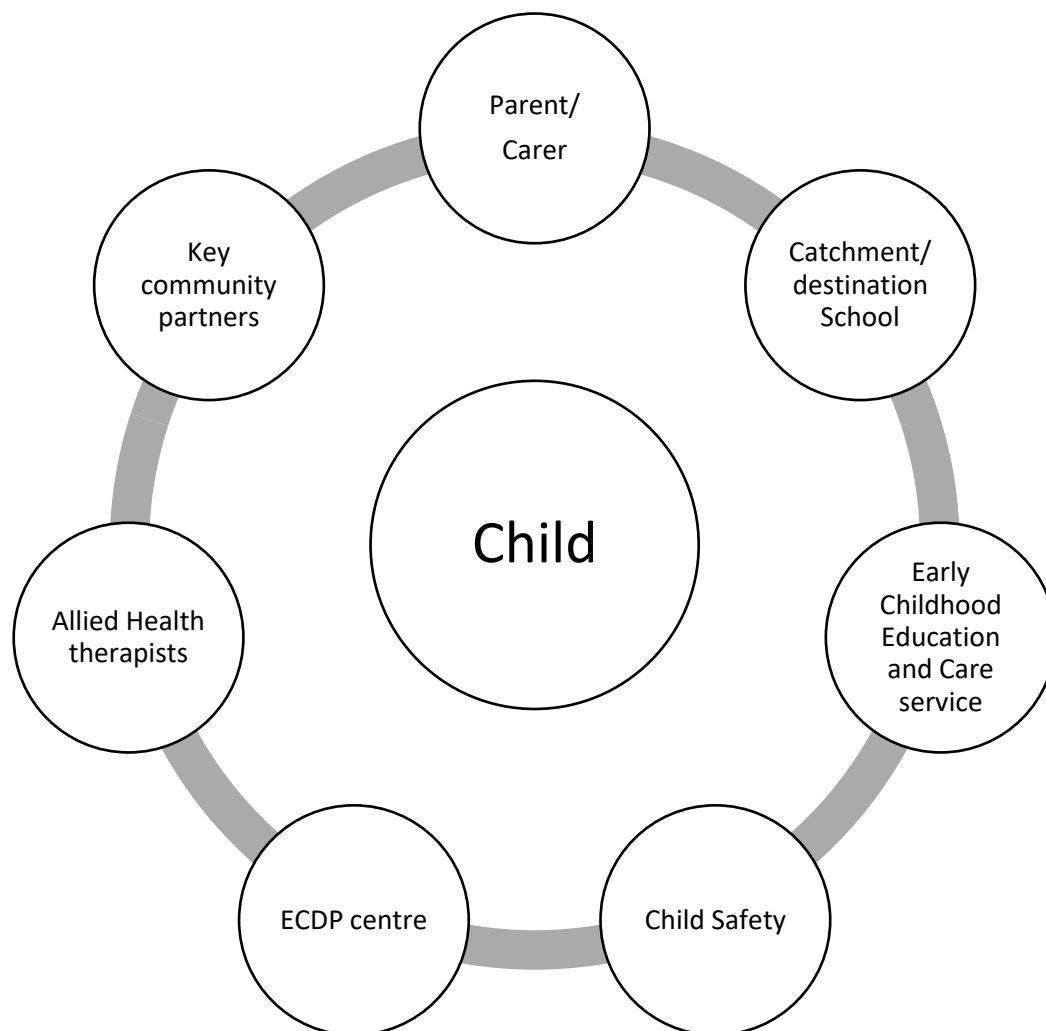 Parent/
Carer
Catchment/
destination
School
Early
Childhood
Education
and Care
service
Child Safety
ECDP centre
Allied Health
therapists
Key
community
partners
Child